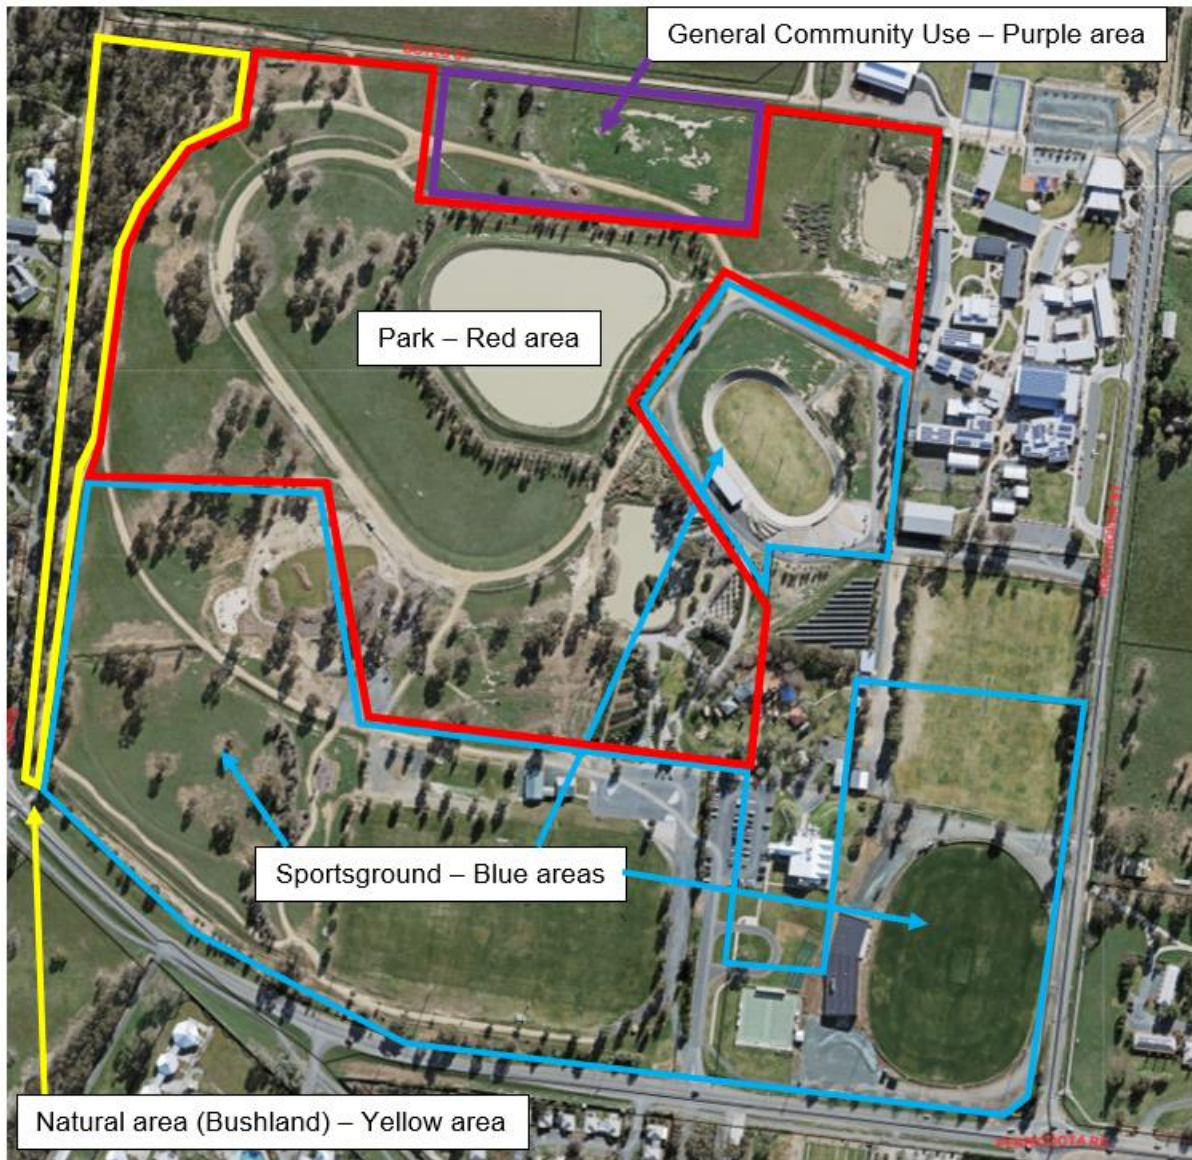 General Community Use – Purple area
Park – Red area
Sportsground – Blue areas
Natural area (Bushland) – Yellow area